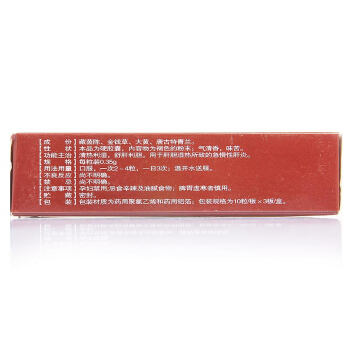 成 份 藏茵陈、金钱草、大黄、唐古特青兰。
性 状 本品为硬胶囊，内容物为褐色的粉末；气清香，味苦。
功能主治 清热利湿，舒肝利胆。用于肝胆湿热所致的急慢性肝炎。
规 格 每粒装0.35g
用法用量 口服。一次2~4粒，一日3次；温开水送服。
不良反应 尚不明确。
禁 忌 尚不明确。
注意事项 孕妇禁用;忌食辛辣及油腻食物；脾胃虚寒者慎用。
贮 藏 密封。
包 装 包装材质为药用聚氯乙烯和药用铝箔；包装规格为10粒/板×3板/盒。